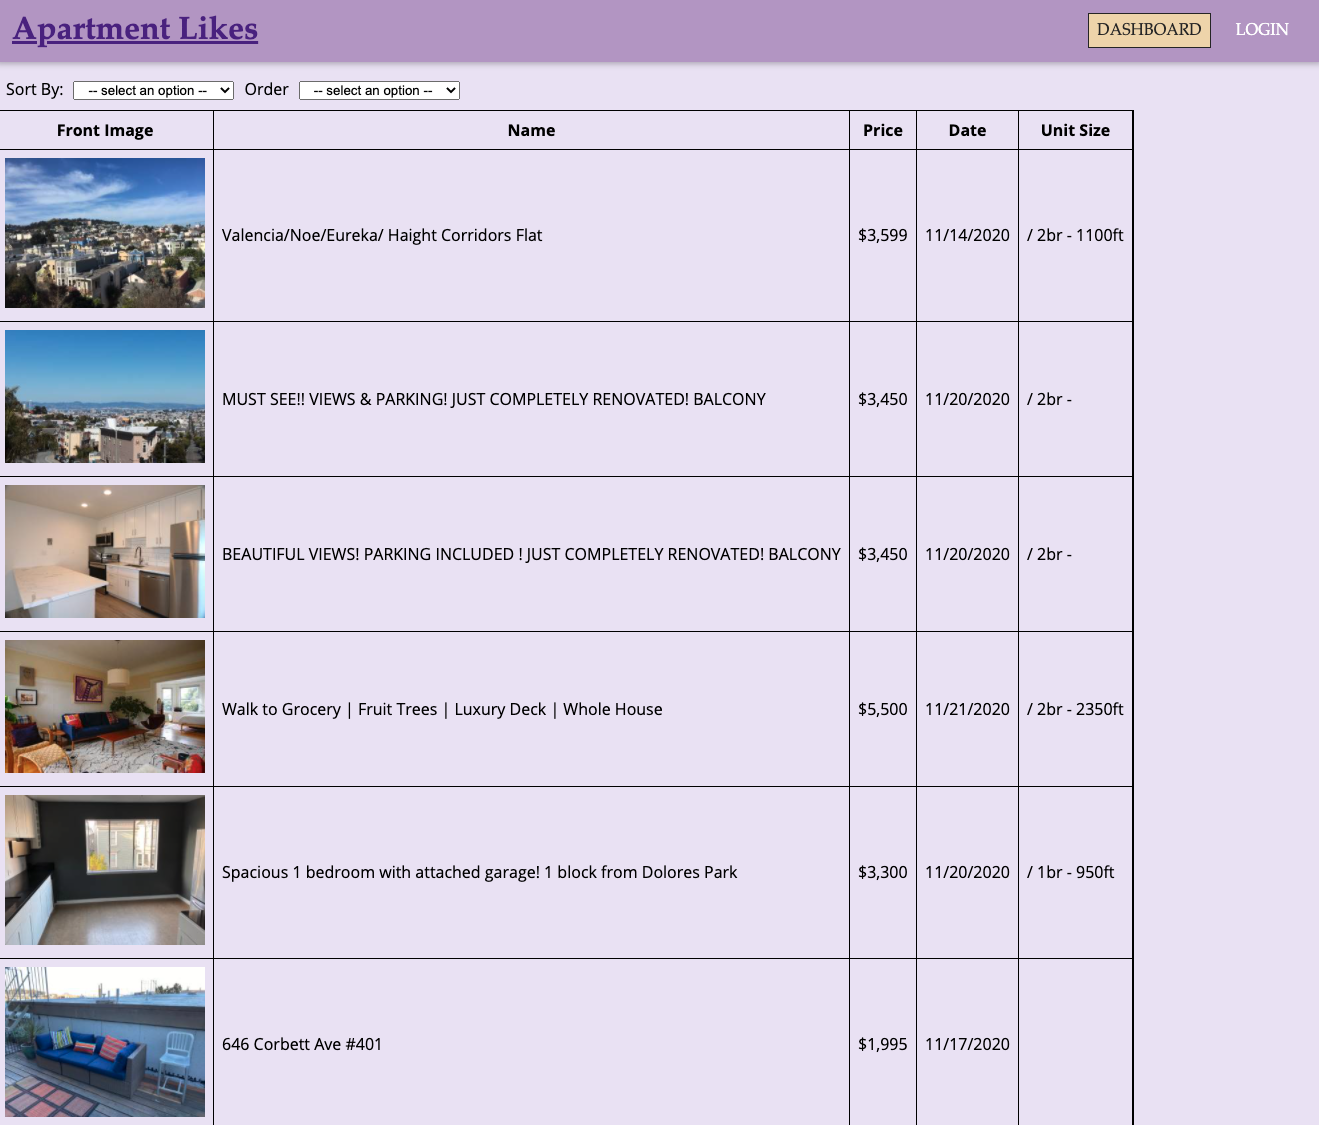 Apartment Likes
DASHBOARD
LOGIN
Sort By: -- select an option -- Order -- select an option --
Front Image Name Price Date Unit Size
Valencia/Noe/Eureka/ Haight Corridors Flat $3,599 11/14/2020 / 2br - 1100ft
MUST SEE!! VIEWS & PARKING! JUST COMPLETELY RENOVATED! BALCONY $3,450 11/20/2020 / 2br -
BEAUTIFUL VIEWS! PARKING INCLUDED ! JUST COMPLETELY RENOVATED! BALCONY $3,450 11/20/2020 / 2br -
Walk to Grocery | Fruit Trees | Luxury Deck | Whole House $5,500 11/21/2020 / 2br - 2350ft
Spacious 1 bedroom with attached garage! 1 block from Dolores Park $3,300 11/20/2020 / 1br - 950ft
646 Corbett Ave #401 $1,995 11/17/2020